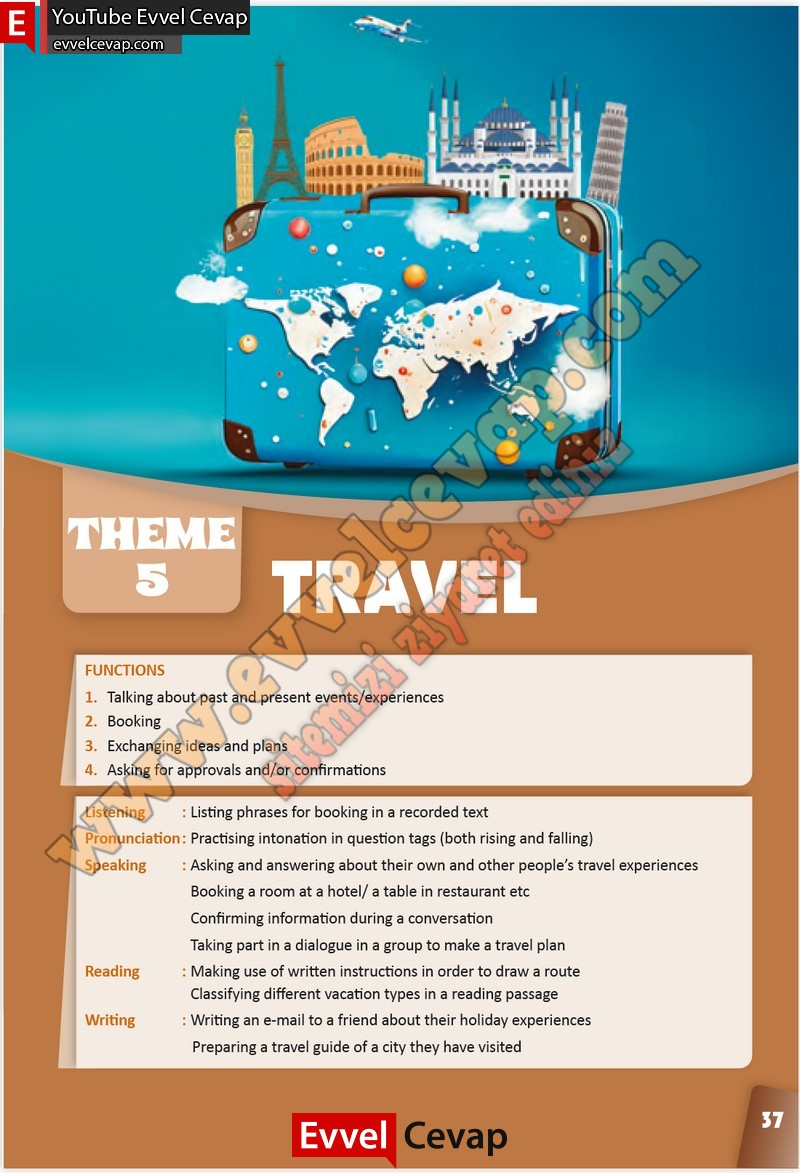 E YouTube Evvel Cevap
evvelcevap.com
THEME
5
TRAVEL
www.evvelcevap.com
sitemizi ziyaret edin
FUNCTIONS
1. Talking about past and present events/experiences
2. Booking
3. Exchanging ideas and plans
4. Asking for approvals and/or confirmations
Listening : Listing phrases for booking in a recorded text
Pronunciation : Practising intonation in question tags (both rising and falling)
Speaking : Asking and answering about their own and other people's travel experiences
Booking a room at a hotel/ a table in restaurant etc
Confirming information during a conversation
Taking part in a dialogue in a group to make a travel plan
Reading : Making use of written instructions in order to draw a route
Classifying different vacation types in a reading passage
Writing : Writing an e-mail to a friend about their holiday experiences
Preparing a travel guide of a city they have visited
37
Evvel Cevap